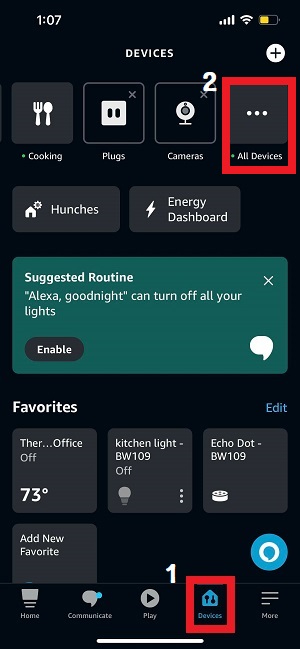 1:07
DEVICES
2
Cooking
Plugs
Cameras
All Devices
Hunches
Energy
Dashboard
Suggested Routine
"Alexa, goodnight" can turn off all your
lights
Enable
Favorites
Edit
Ther...Office
Off
73°
kitchen light -
BW109
Off
Echo Dot -
BW109
Add New
Favorite
1
Home
Communicate
Play
Devices
More